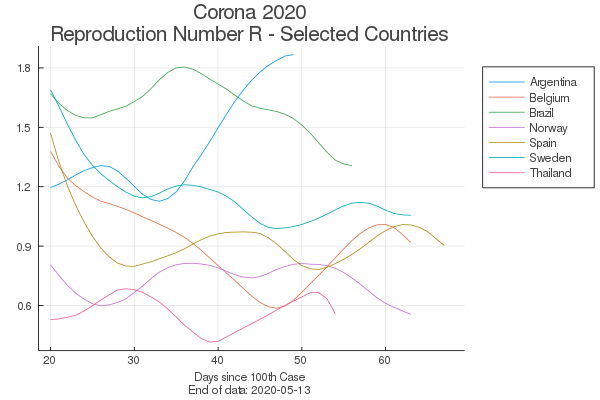 Corona 2020
Reproduction Number R - Selected Countries
1.8
1.5
1.2
0.9
0.6
20
30
40
50
60
Days since 100th Case
End of data: 2020-05-13
Argentina
Belgium
Brazil
Norway
Spain
Sweden
Thailand